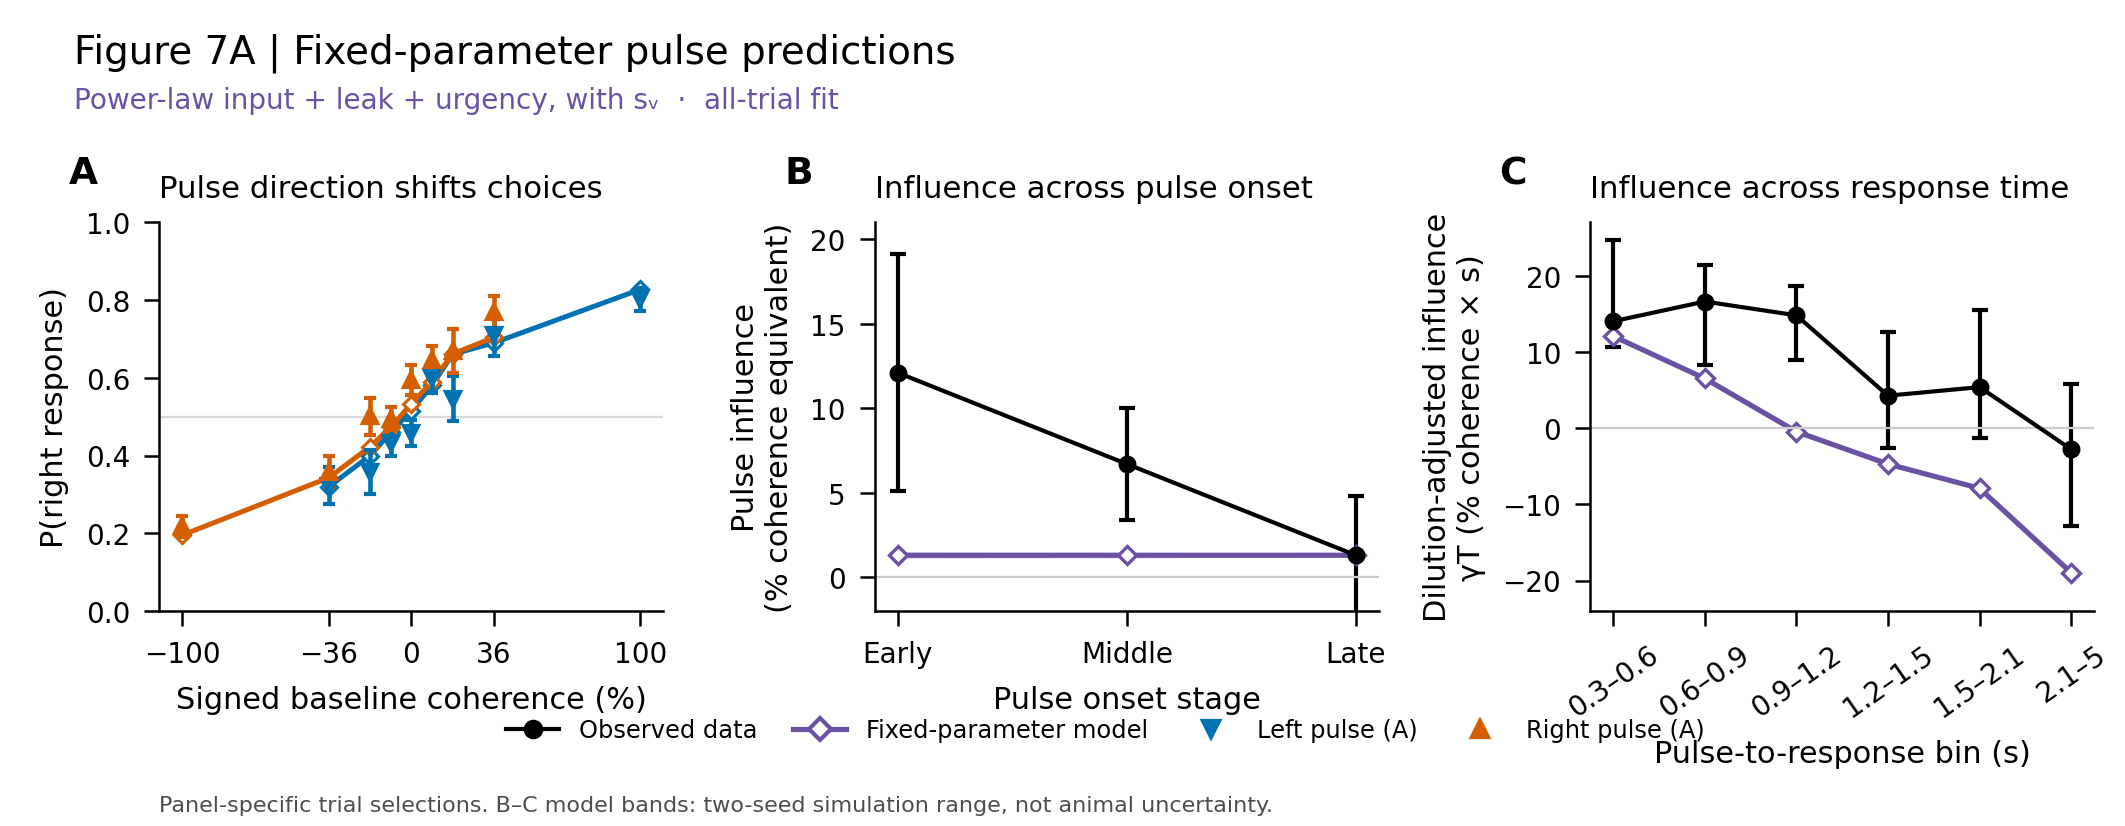 Figure 7A | Fixed-parameter pulse predictions
Power-law input + leak + urgency, with sᵥ · all-trial fit
A
Pulse direction shifts choices
P(right response)
1.0
0.8
0.6
0.4
0.2
0.0
−100
−36
0
36
100
Signed baseline coherence (%)
B
Influence across pulse onset
Pulse influence
(% coherence equivalent)
20
15
10
5
0
Early
Middle
Late
Pulse onset stage
C
Influence across response time
Dilution-adjusted influence
γT (% coherence × s)
20
10
0
−10
−20
0.3–0.6
0.6–0.9
0.9–1.2
1.2–1.5
1.5–2.1
2.1–5
Pulse-to-response bin (s)
Observed data
Fixed-parameter model
Left pulse (A)
Right pulse (A)
Panel-specific trial selections. B–C model bands: two-seed simulation range, not animal uncertainty.